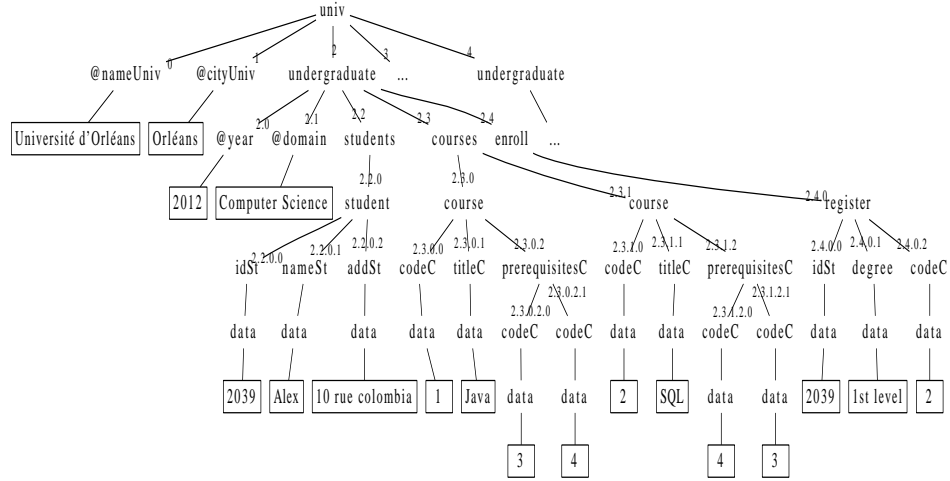 univ
0 1 2 3 4
@nameUniv @cityUniv undergraduate ... undergraduate
2.0 2.1 2.2 2.3 2.4
Université d'Orléans Orléans @year @domain students courses enroll ...
2.2.0 2.3.0 2.3.1 2.4.0
2012 Computer Science student course course register
2.2.0.0 2.2.0.1 2.2.0.2 2.3.0.0 2.3.0.1 2.3.0.2 2.3.1.0 2.3.1.1 2.3.1.2 2.4.0.0 2.4.0.1 2.4.0.2
idSt nameSt addSt codeC titleC prerequisitesC codeC titleC prerequisitesC idSt degree codeC
2.3.0.2.0 2.3.0.2.1 2.3.1.2.0 2.3.1.2.1
data data data data data codeC codeC data data codeC codeC data data data
2039 Alex 10 rue colombia 1 Java data data 2 SQL data data 2039 1st level 2
3 4 4 3